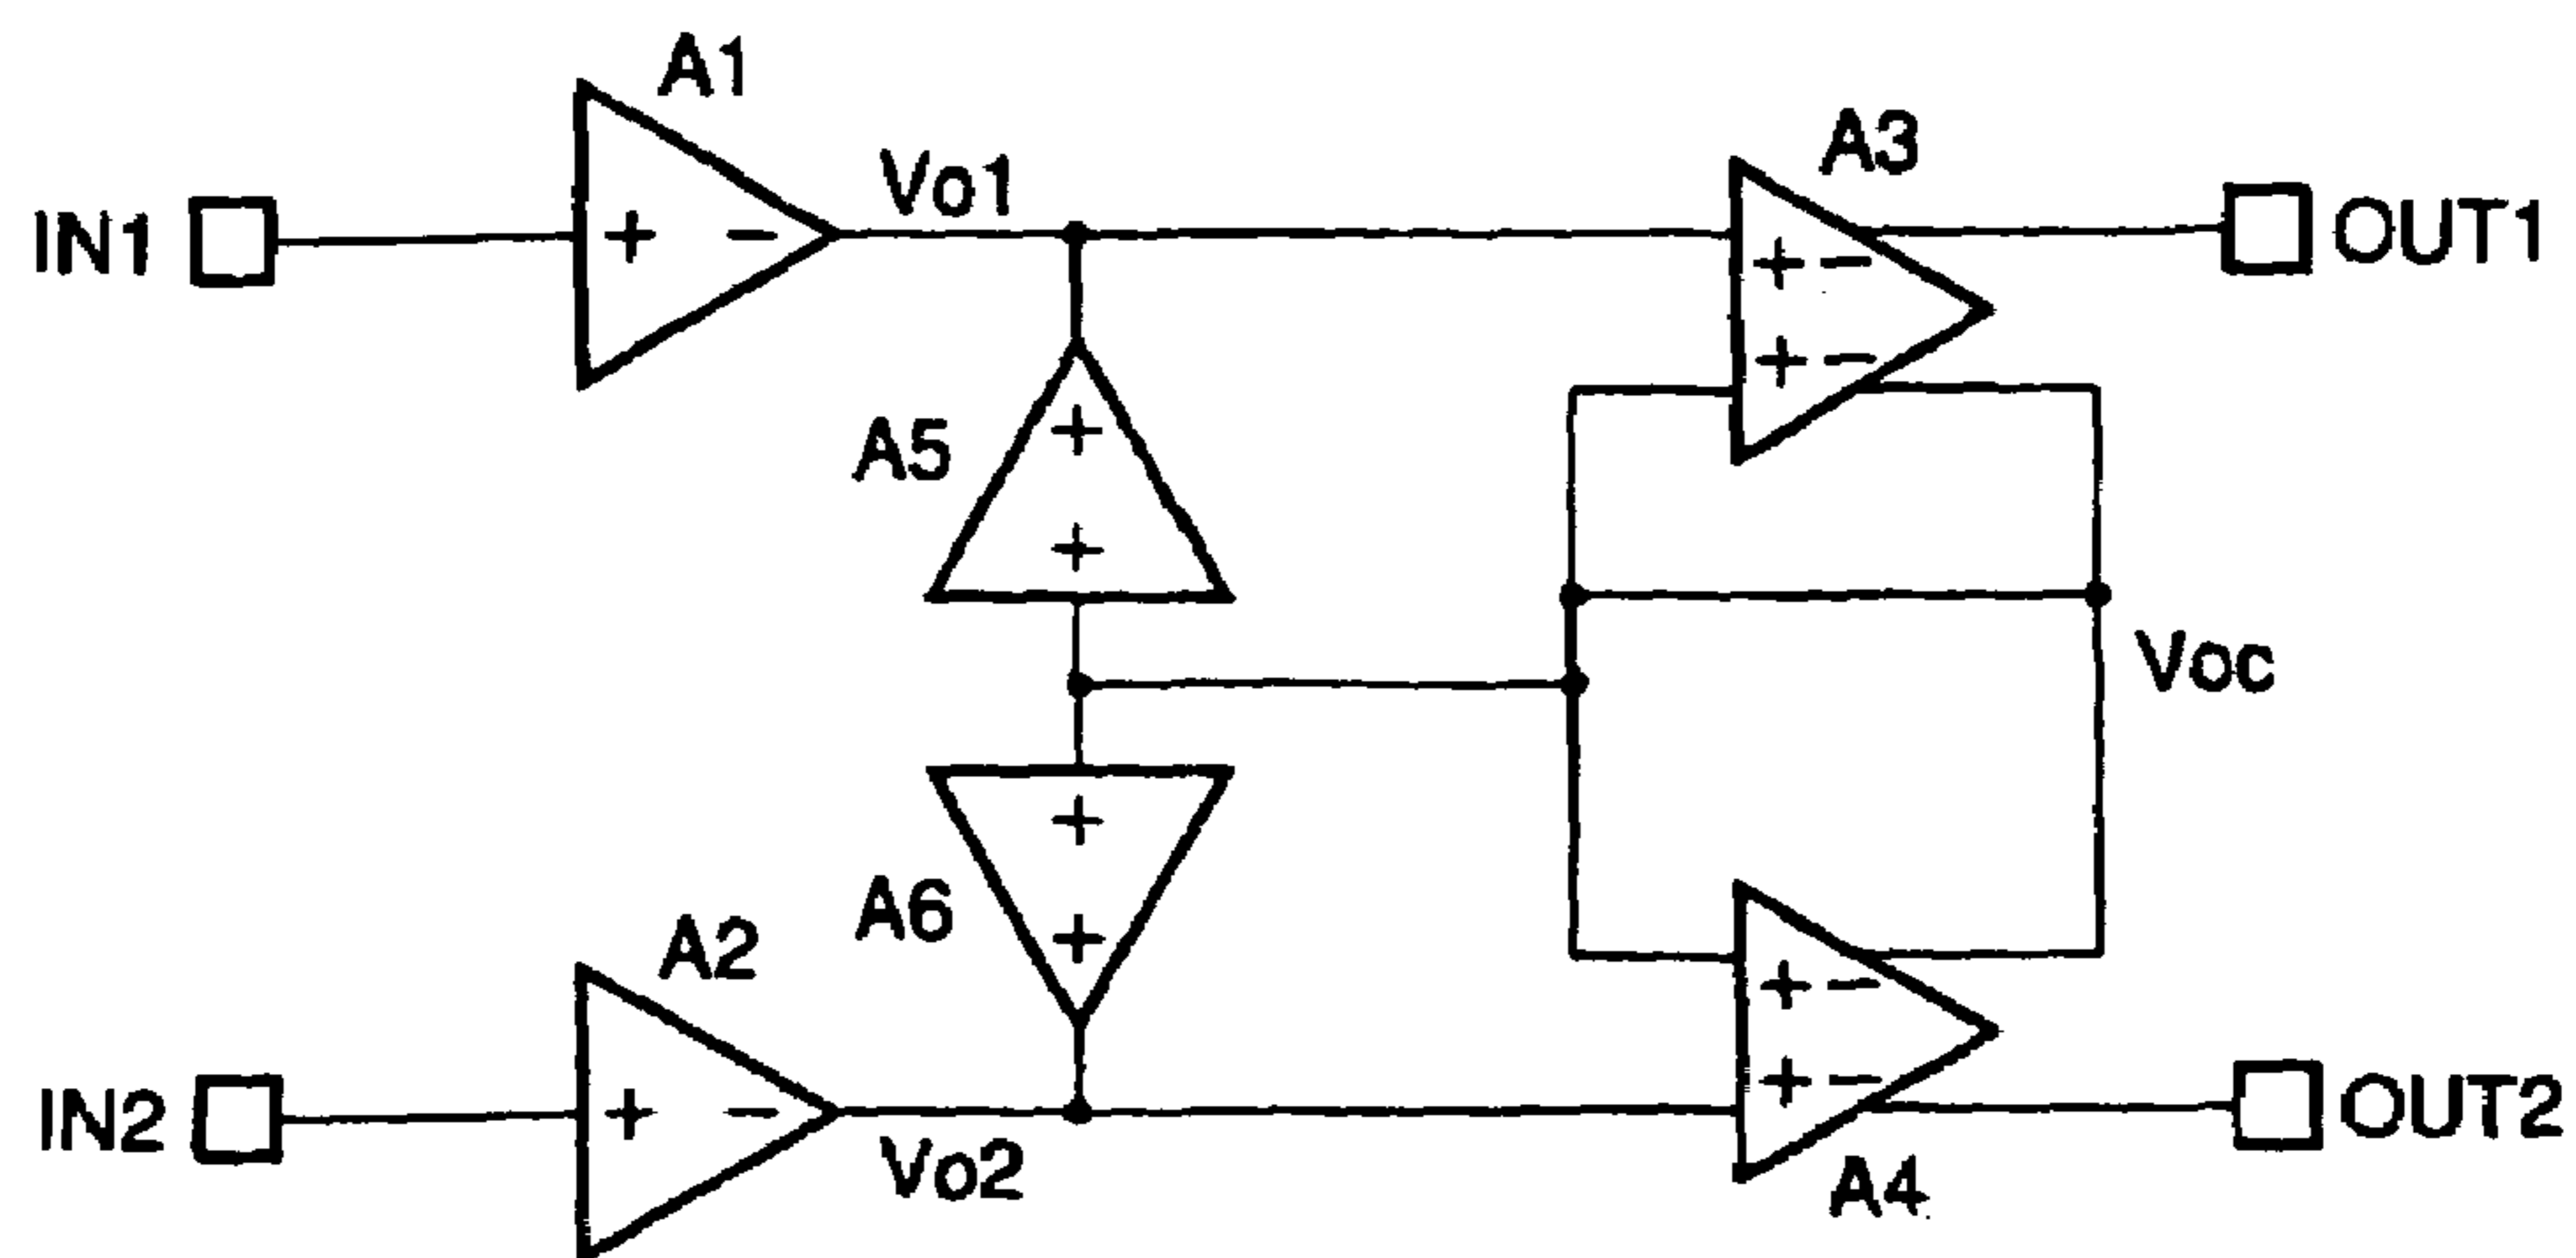 A1
A3
Vo1
IN1
+ −
OUT1
+ −
+ −
A5
+
+
Voc
+
A6
+
A2
+ −
+ −
IN2
+ −
OUT2
Vo2
A4